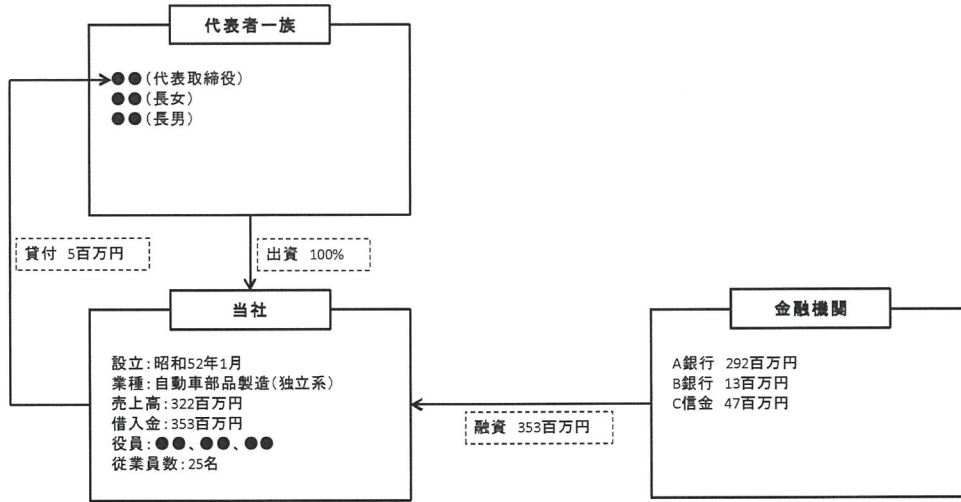 代表者一族
●●(代表取締役)
●●(長女)
●●(長男)
貸付 5百万円
出資 100%
当社
設立:昭和52年1月
業種:自動車部品製造(独立系)
売上高:322百万円
借入金:353百万円
役員:●●、●●、●●
従業員数:25名
融資 353百万円
金融機関
A銀行 292百万円
B銀行 13百万円
C信金 47百万円